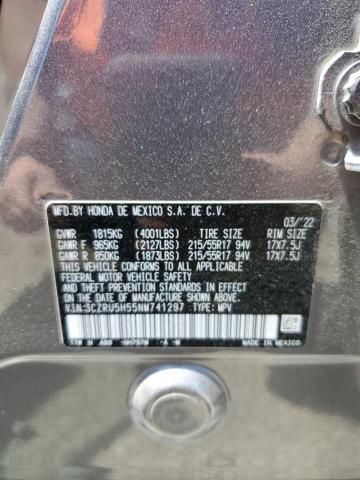 MFD.BY HONDA DE MEXICO S.A.DE C.V.
03/'22
GVWR 1815KG (4001LBS) TIRE SIZE RIM SIZE
GAWR F 965KG (2127LBS) 215/55R17 94V 17X7.5J
GAWR R 850KG (1873LBS) 215/55R17 94V 17X7.5J
THIS VEHICLE CONFORMS TO ALL APPLICABLE
FEDERAL MOTOR VEHICLE SAFETY AND THEFT
PREVENTION STANDARDS IN EFFECT ON THE
DATE OF MANUFACTURE SHOWN ABOVE.
V.I.N:3CZRU5H55NM741297 TYPE: MPV
-A -M